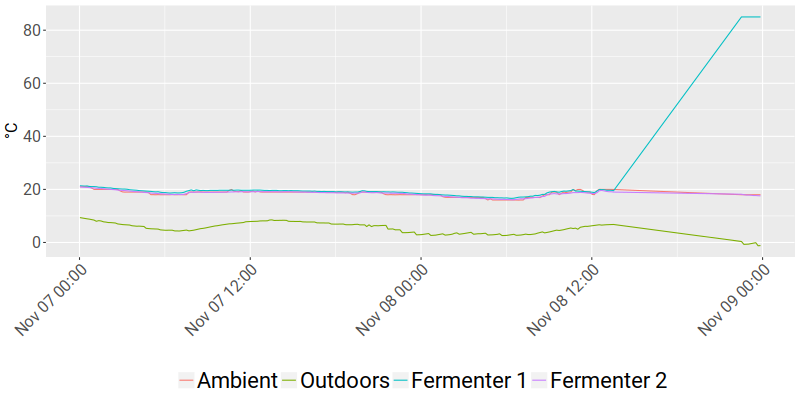 °C
80
60
40
20
0
Nov 07 00:00
Nov 07 12:00
Nov 08 00:00
Nov 08 12:00
Nov 09 00:00
Ambient Outdoors Fermenter 1 Fermenter 2